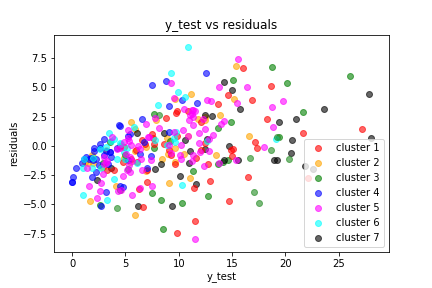 y_test vs residuals
residuals
7.5
5.0
2.5
0.0
−2.5
−5.0
−7.5
0
5
10
15
20
25
y_test
cluster 1
cluster 2
cluster 3
cluster 4
cluster 5
cluster 6
cluster 7